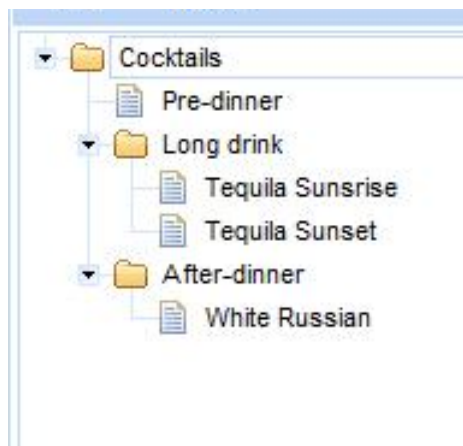 Cocktails
Pre-dinner
Long drink
Tequila Sunsrise
Tequila Sunset
After-dinner
White Russian